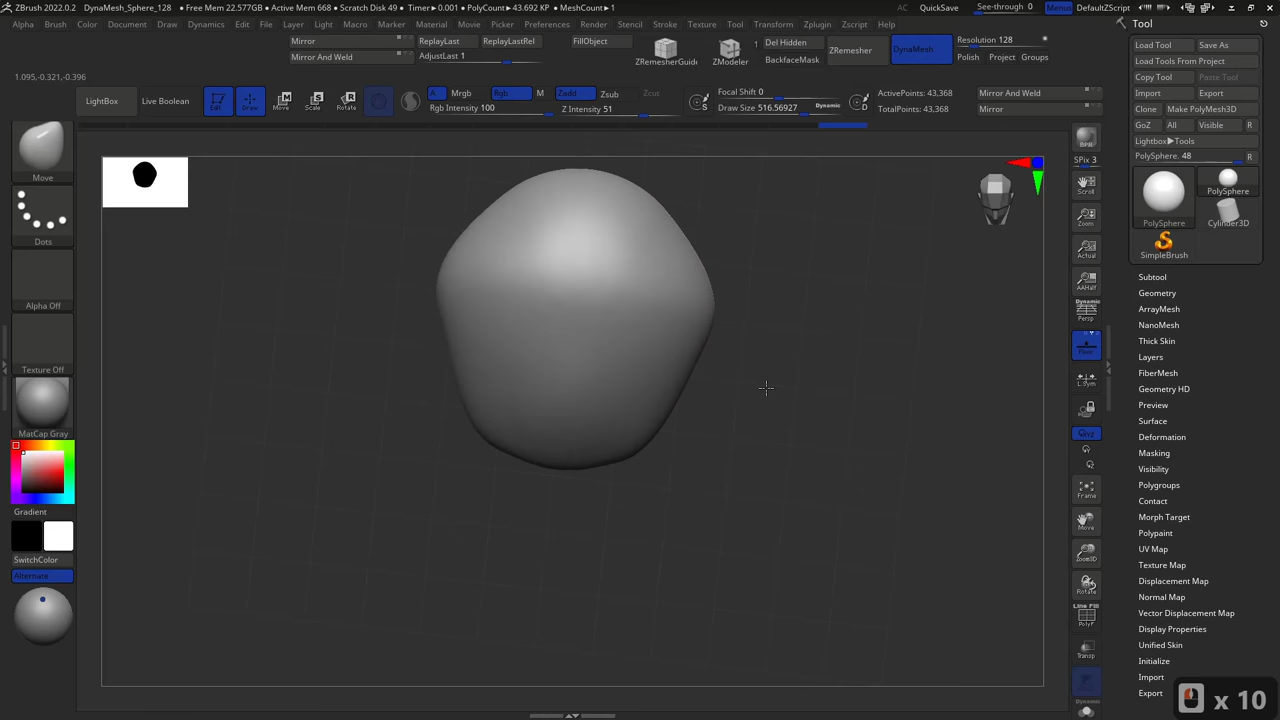 ZBrush 2022.0.2 DynaMesh_Sphere_128 • Free Mem 22.577GB • Active Mem 668 • Scratch Disk 49 • Timer▶0.001 • PolyCount▶43.692 KP • MeshCount▶1
AC QuickSave See-through 0 Menus DefaultZScript
Alpha Brush Color Document Draw Dynamics Edit File Layer Light Macro Marker Material Movie Picker Preferences Render Stencil Stroke Texture Tool Transform Zplugin Zscript Help
Tool
Mirror ReplayLast ReplayLastRel FillObject 1 Del Hidden Resolution 128
Load Tool Save As
Mirror And Weld AdjustLast 1 ZRemesherGuide ZModeler BackfaceMask ZRemesher DynaMesh Polish Project Groups
Load Tools From Project
1.095,-0.321,-0.396
Copy Tool Paste Tool
Import Export
LightBox Live Boolean Edit Draw Move Scale Rotate A Mrgb Rgb M Zadd Zsub Zcut Focal Shift 0 ActivePoints: 43,368 Mirror And Weld
Rgb Intensity 100 Z Intensity 51 S Draw Size 516.56927 Dynamic D TotalPoints: 43,368 Mirror
Clone Make PolyMesh3D
GoZ All Visible R
Lightbox▶Tools
PolySphere. 48 R
BPR
SPix 3
Move
Scroll
PolySphere
PolySphere Cylinder3D
Zoom
Dots
SimpleBrush
Actual
Subtool
AAHalf
Geometry
Alpha Off
Dynamic
Persp
ArrayMesh
NanoMesh
Thick Skin
Floor
Layers
Texture Off
FiberMesh
L.Sym
Geometry HD
Preview
Surface
MatCap Gray
XYZ
Deformation
Masking
Visibility
Polygroups
Frame
Contact
Gradient
Morph Target
Move
Polypaint
UV Map
SwitchColor
Zoom3D
Texture Map
Alternate
Displacement Map
Rotate
Normal Map
Line Fill
PolyF
Vector Displacement Map
Display Properties
Unified Skin
Transp
Initialize
Import
Export
Dynamic
x 10